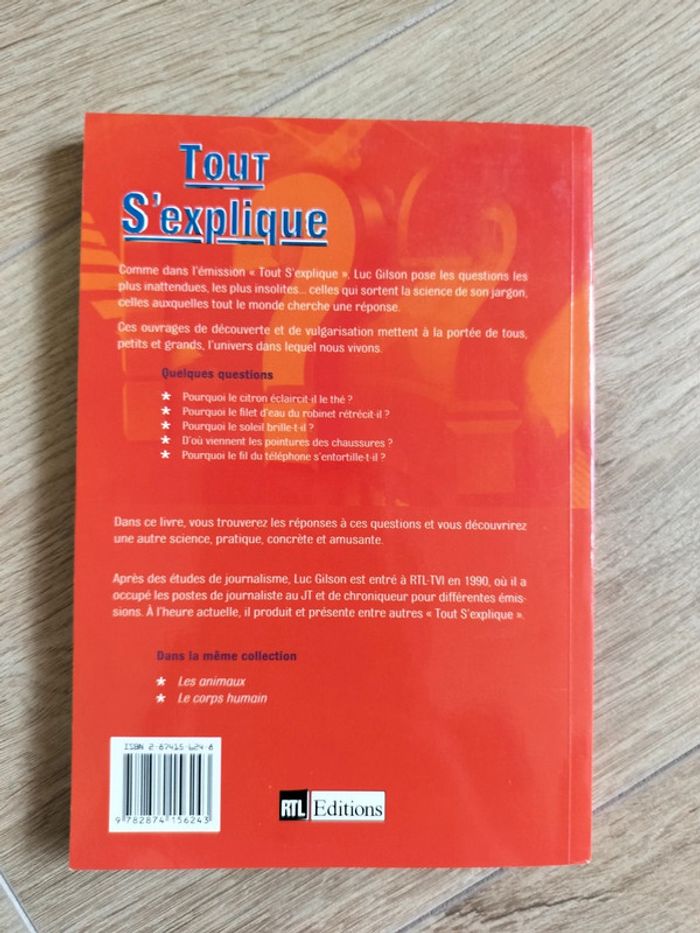 Tout
S'explique
Comme dans l'émission « Tout S'explique », Luc Gilson pose les questions les
plus inattendues, les plus insolites... celles qui sortent la science de son jargon,
celles auxquelles tout le monde cherche une réponse.
Ces ouvrages de découverte et de vulgarisation mettent à la portée de tous,
petits et grands, l'univers dans lequel nous vivons.
Quelques questions
* Pourquoi le citron éclaircit-il le thé ?
* Pourquoi le filet d'eau du robinet rétrécit-il ?
* Pourquoi le soleil brille-t-il ?
* D'où viennent les pointures des chaussures ?
* Pourquoi le fil du téléphone s'entortille-t-il ?
Dans ce livre, vous trouverez les réponses à ces questions et vous découvrirez
une autre science, pratique, concrète et amusante.
Après des études de journalisme, Luc Gilson est entré à RTL-TVI en 1990, où il a
occupé les postes de journaliste au JT et de chroniqueur pour différentes émis-
sions. À l'heure actuelle, il produit et présente entre autres « Tout S'explique ».
Dans la même collection
* Les animaux
* Le corps humain
ISBN 2-87415-624-8
9 782874 156243
RTL Editions